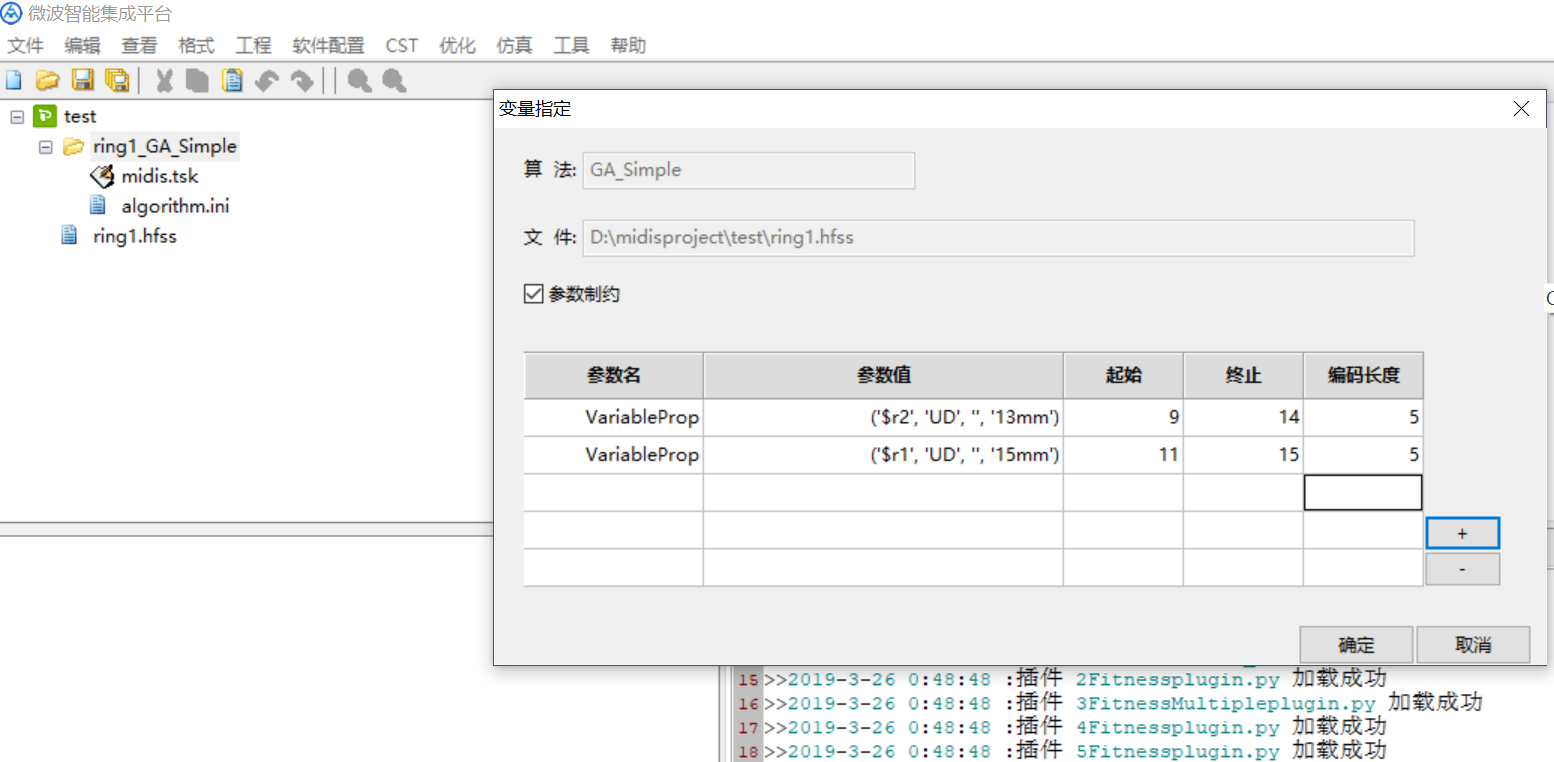 微波智能集成平台
文件 编辑 查看 格式 工程 软件配置 CST 优化 仿真 工具 帮助
test
ring1_GA_Simple
midis.tsk
algorithm.ini
ring1.hfss
变量指定
算 法: GA_Simple
文 件: D:\midisproject\test\ring1.hfss
参数制约
参数名 参数值 起始 终止 编码长度
VariableProp ('$r2', 'UD', '', '13mm') 9 14 5
VariableProp ('$r1', 'UD', '', '15mm') 11 15 5
+
-
确定 取消
15 >>2019-3-26 0:48:48 :插件 2Fitnessplugin.py 加载成功
16 >>2019-3-26 0:48:48 :插件 3FitnessMultipleplugin.py 加载成功
17 >>2019-3-26 0:48:48 :插件 4Fitnessplugin.py 加载成功
18 >>2019-3-26 0:48:48 :插件 5Fitnessplugin.py 加载成功